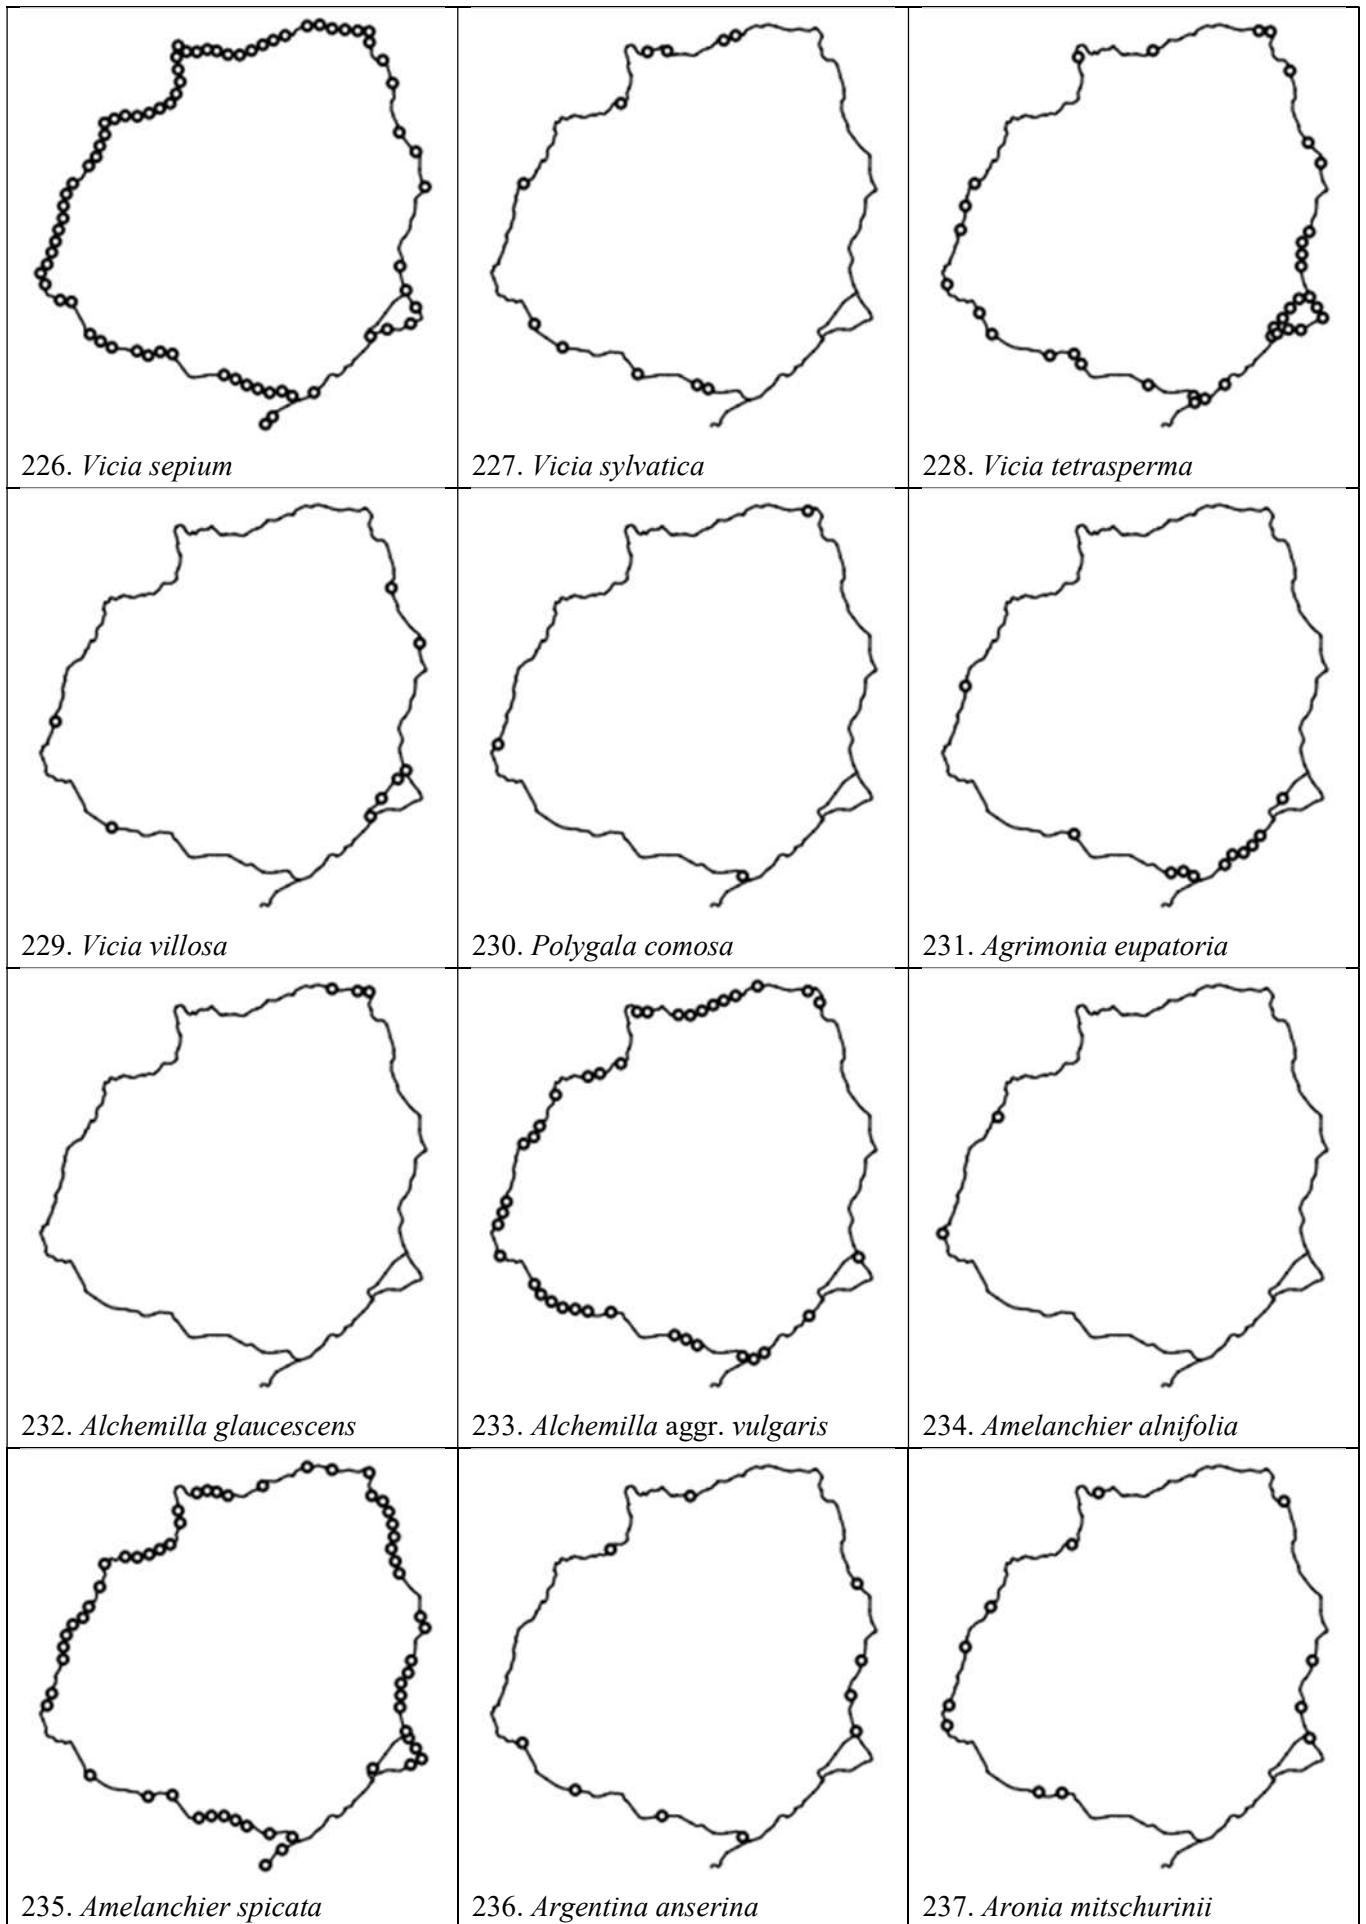 226. Vicia sepium
227. Vicia sylvatica
228. Vicia tetrasperma
229. Vicia villosa
230. Polygala comosa
231. Agrimonia eupatoria
232. Alchemilla glaucescens
233. Alchemilla aggr. vulgaris
234. Amelanchier alnifolia
235. Amelanchier spicata
236. Argentina anserina
237. Aronia mitschurinii